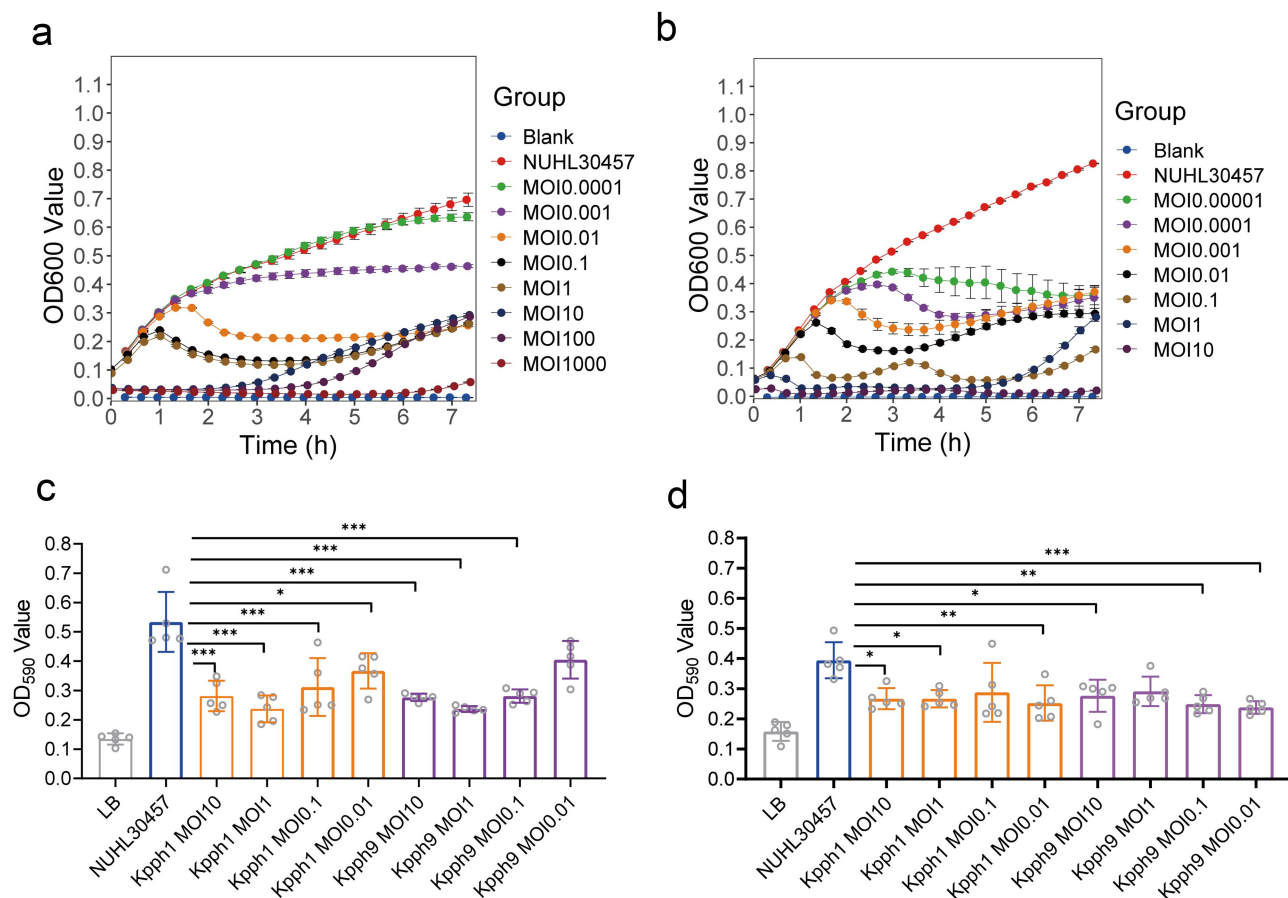 a
OD600 Value
1.1
1.0
0.9
0.8
0.7
0.6
0.5
0.4
0.3
0.2
0.1
0.0
0 1 2 3 4 5 6 7
Time (h)
Group
Blank
NUHL30457
MOI0.0001
MOI0.001
MOI0.01
MOI0.1
MOI1
MOI10
MOI100
MOI1000
b
OD600 Value
1.1
1.0
0.9
0.8
0.7
0.6
0.5
0.4
0.3
0.2
0.1
0.0
0 1 2 3 4 5 6 7
Time (h)
Group
Blank
NUHL30457
MOI0.00001
MOI0.0001
MOI0.001
MOI0.01
MOI0.1
MOI1
MOI10
c
OD590 Value
0.8
0.7
0.6
0.5
0.4
0.3
0.2
0.1
0.0
***
***
***
*
***
***
***
LB
NUHL30457
Kpph1 MOI10
Kpph1 MOI1
Kpph1 MOI0.1
Kpph1 MOI0.01
Kpph9 MOI10
Kpph9 MOI1
Kpph9 MOI0.1
Kpph9 MOI0.01
d
OD590 Value
0.8
0.7
0.6
0.5
0.4
0.3
0.2
0.1
0.0
***
**
*
**
*
*
LB
NUHL30457
Kpph1 MOI10
Kpph1 MOI1
Kpph1 MOI0.1
Kpph1 MOI0.01
Kpph9 MOI10
Kpph9 MOI1
Kpph9 MOI0.1
Kpph9 MOI0.01